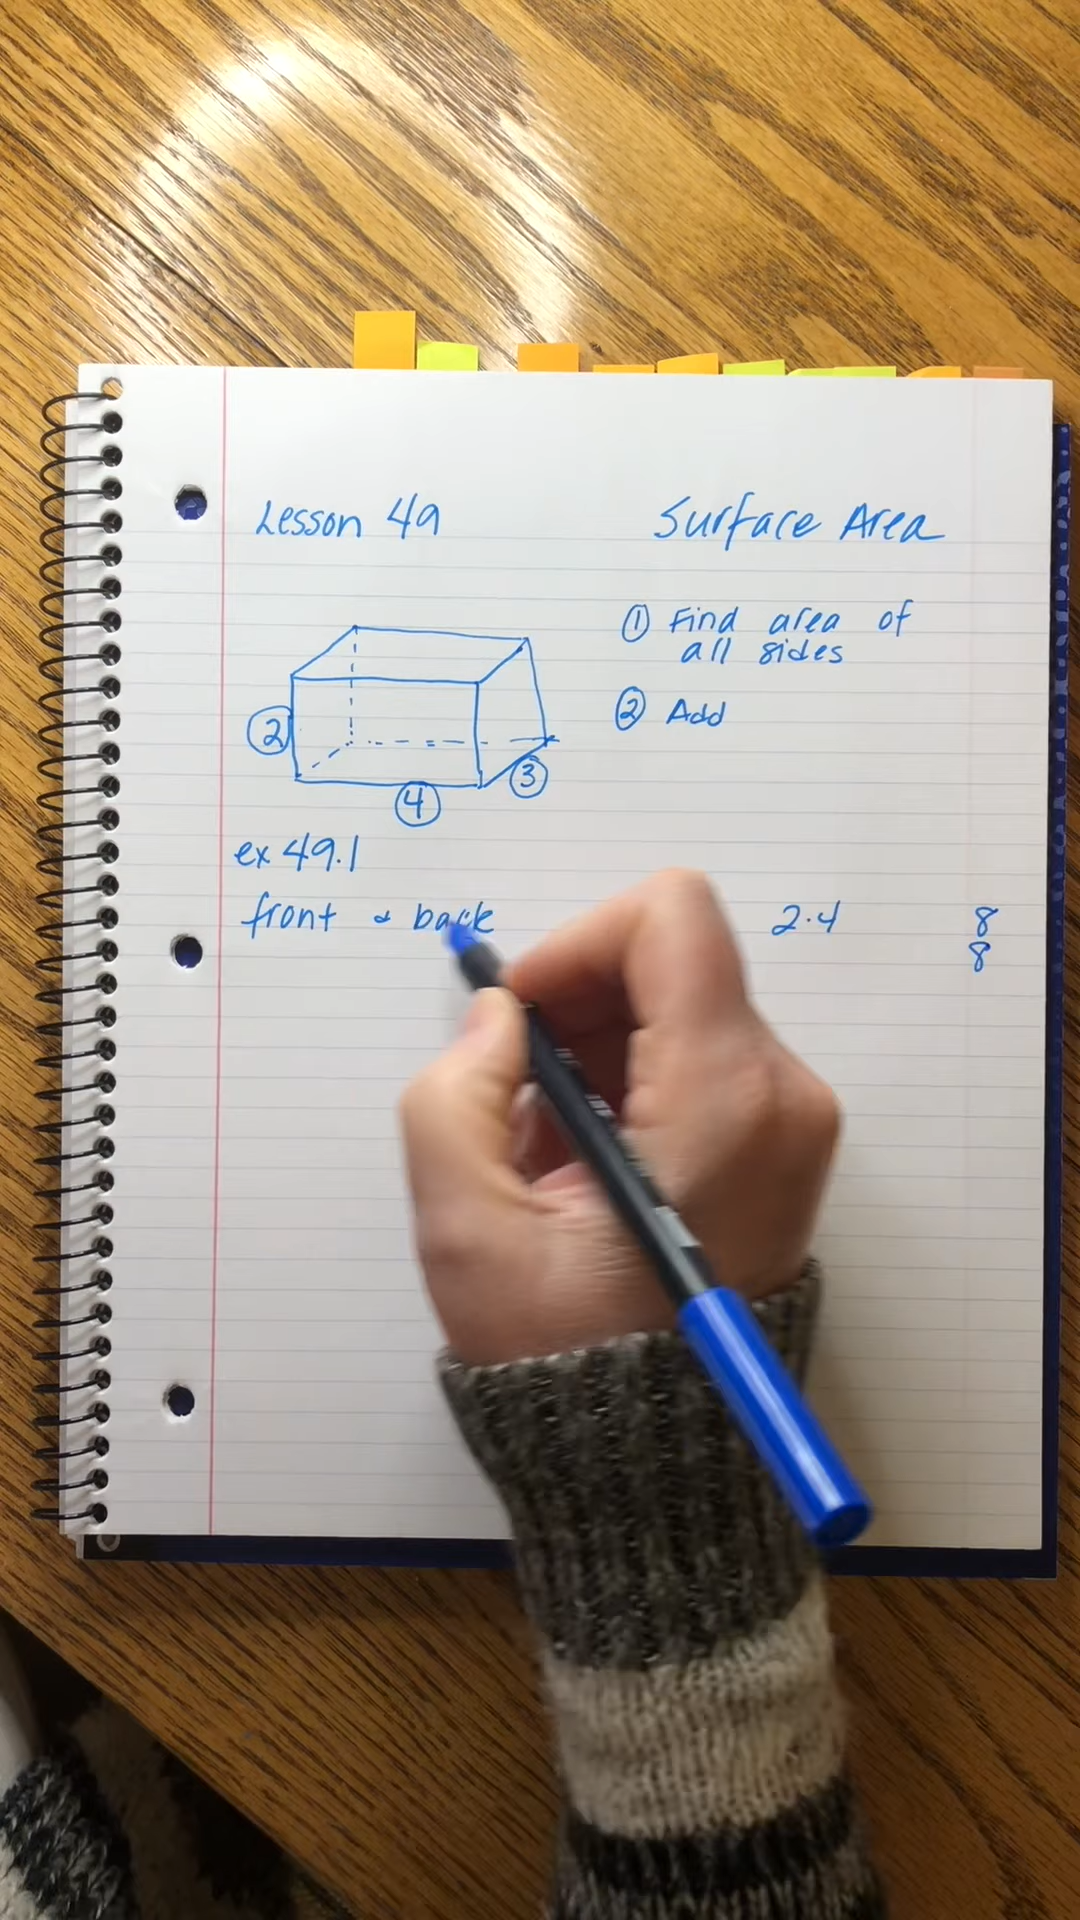 Lesson 49
Surface Area
① Find area of
all sides
② Add
2
3
4
ex 49.1
front & back 2·4 8
8